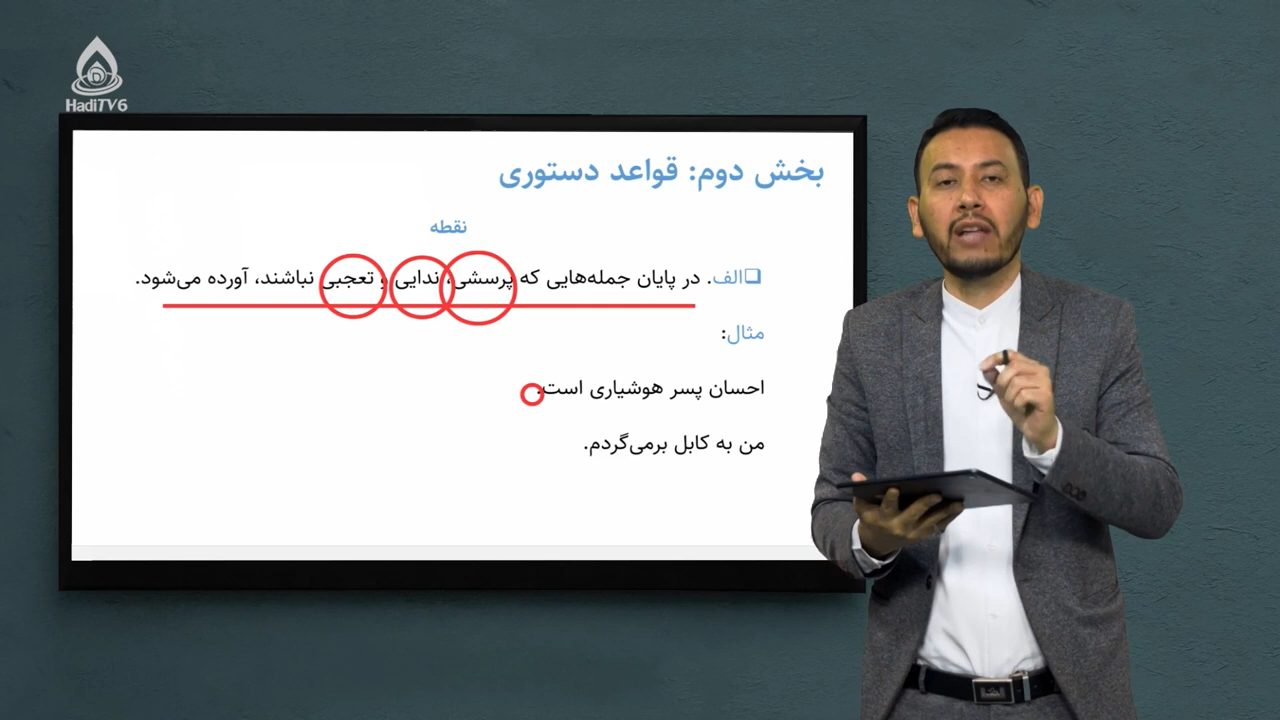 HadiTV6
بخش دوم: قواعد دستوری
نقطه
الف. در پایان جمله‌هایی که پرسشی، ندایی و تعجبی نباشند، آورده می‌شود.
مثال:
احسان پسر هوشیاری است.
من به کابل برمی‌گردم.